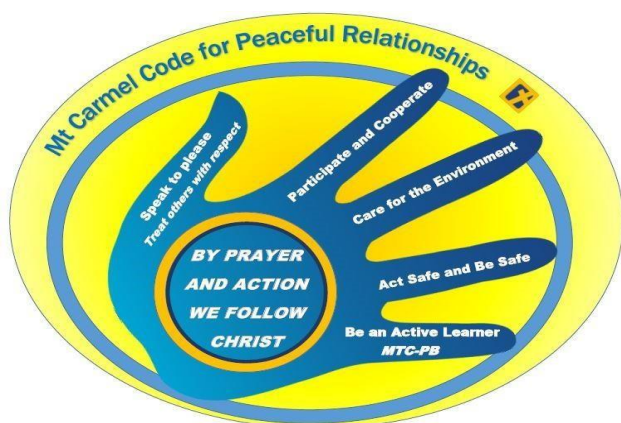 Mt Carmel Code for Peaceful Relationships
Speak to please
Treat others with respect
Participate and Cooperate
Care for the Environment
Act Safe and Be Safe
Be an Active Learner
MTC-PB
BY PRAYER
AND ACTION
WE FOLLOW
CHRIST